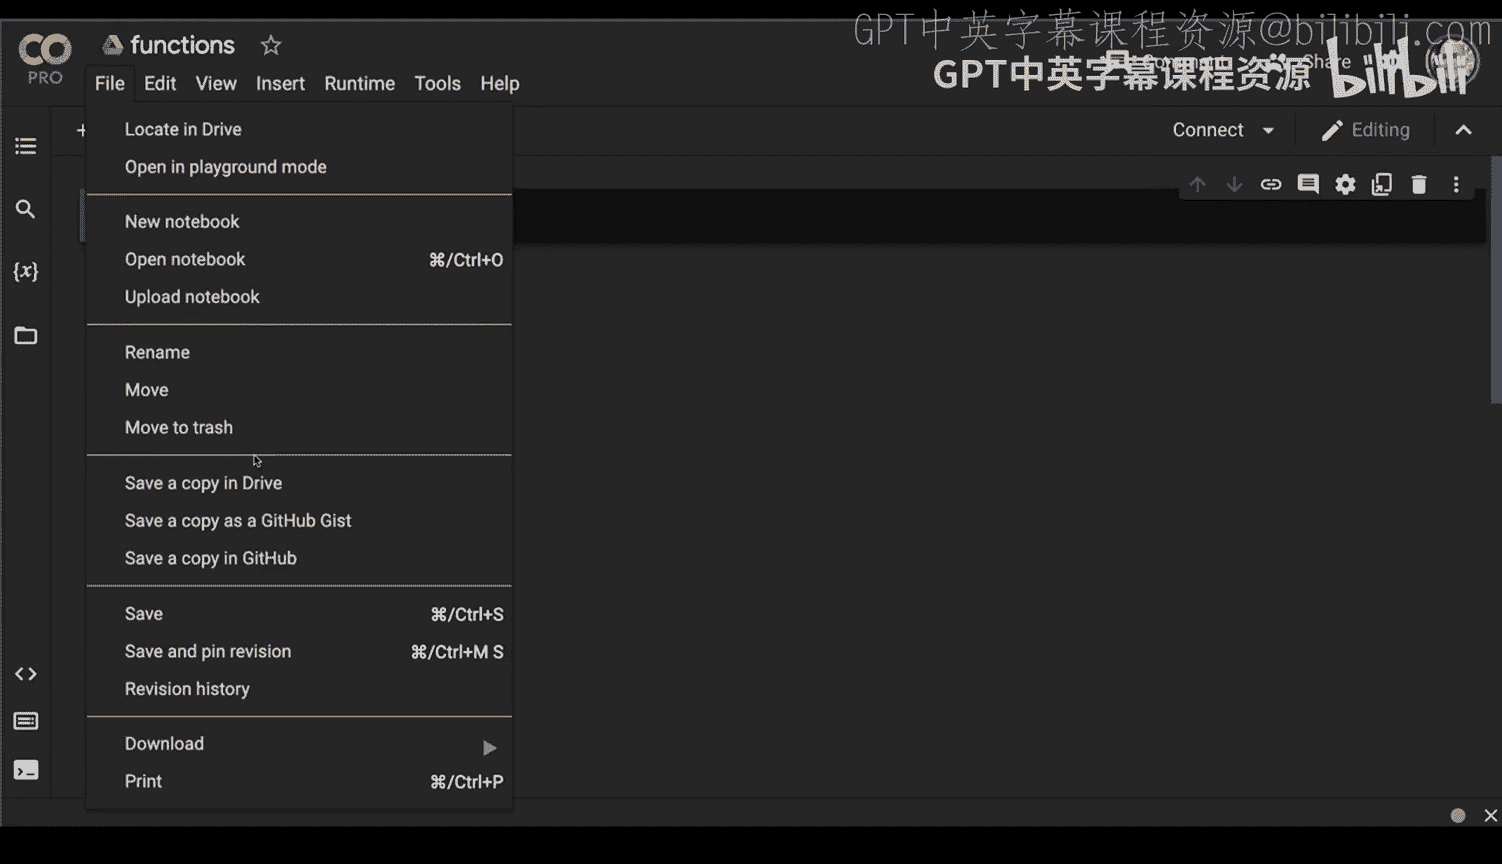 GPT中英字幕课程资源@bilibili.com
CO
PRO
functions
GPT中英字幕课程资源
bilibili
Share
File Edit View Insert Runtime Tools Help
Connect
Editing
Locate in Drive
Open in playground mode
New notebook
Open notebook ⌘/Ctrl+O
Upload notebook
Rename
Move
Move to trash
Save a copy in Drive
Save a copy as a GitHub Gist
Save a copy in GitHub
Save ⌘/Ctrl+S
Save and pin revision ⌘/Ctrl+M S
Revision history
Download
Print ⌘/Ctrl+P
{x}